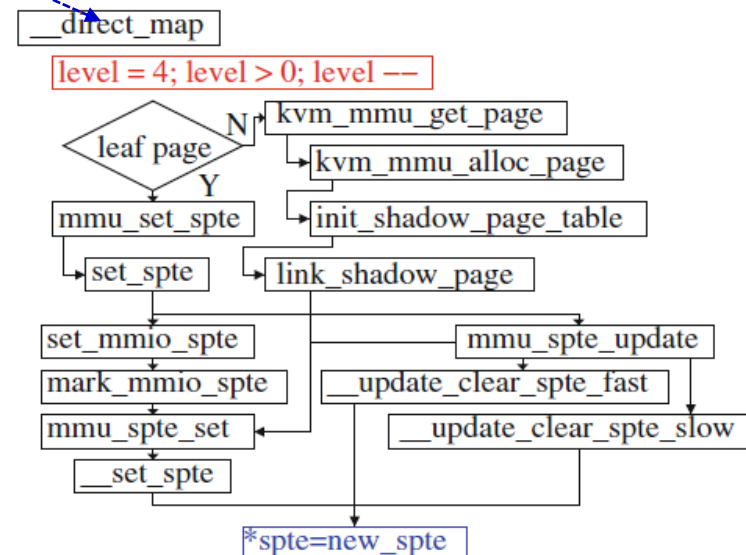 __direct_map
level = 4; level > 0; level −−
leaf page
N
Y
kvm_mmu_get_page
kvm_mmu_alloc_page
mmu_set_spte
init_shadow_page_table
set_spte
link_shadow_page
set_mmio_spte
mmu_spte_update
mark_mmio_spte
__update_clear_spte_fast
mmu_spte_set
__update_clear_spte_slow
__set_spte
*spte=new_spte